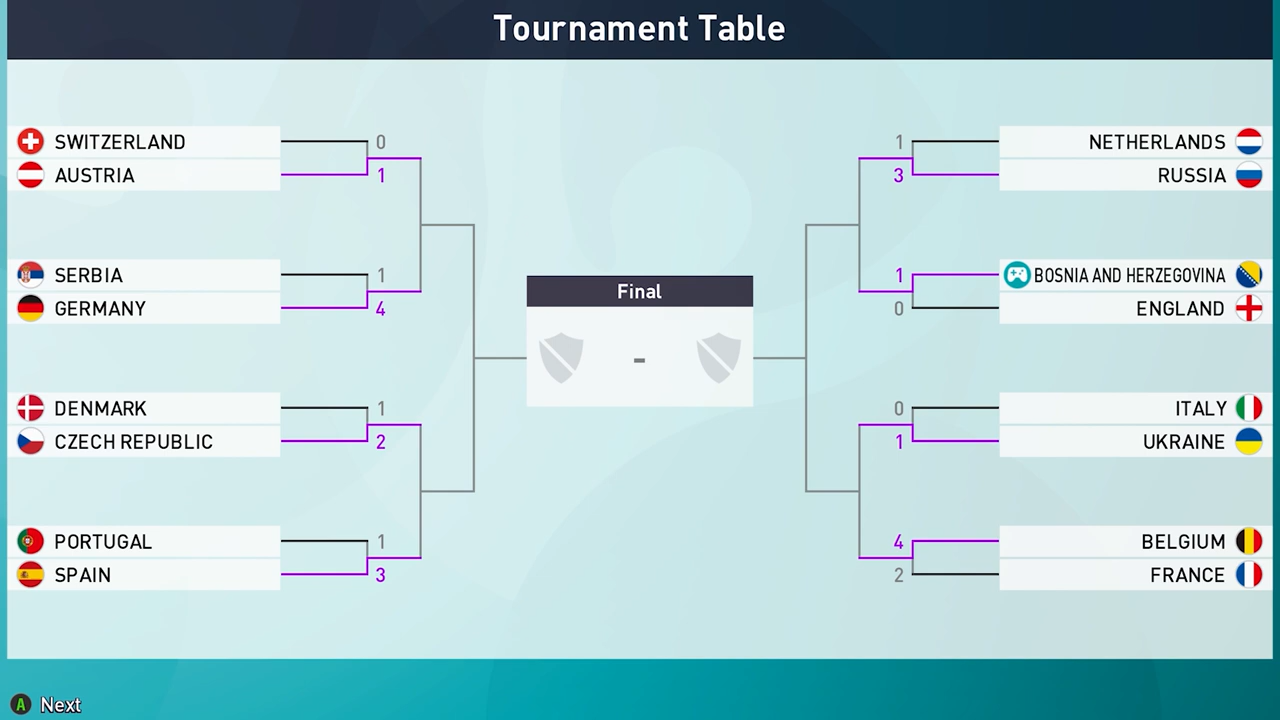 Tournament Table
SWITZERLAND 0
AUSTRIA 1
SERBIA 1
GERMANY 4
DENMARK 1
CZECH REPUBLIC 2
PORTUGAL 1
SPAIN 3
Final
-
1 NETHERLANDS
3 RUSSIA
1 BOSNIA AND HERZEGOVINA
0 ENGLAND
0 ITALY
1 UKRAINE
4 BELGIUM
2 FRANCE
A Next